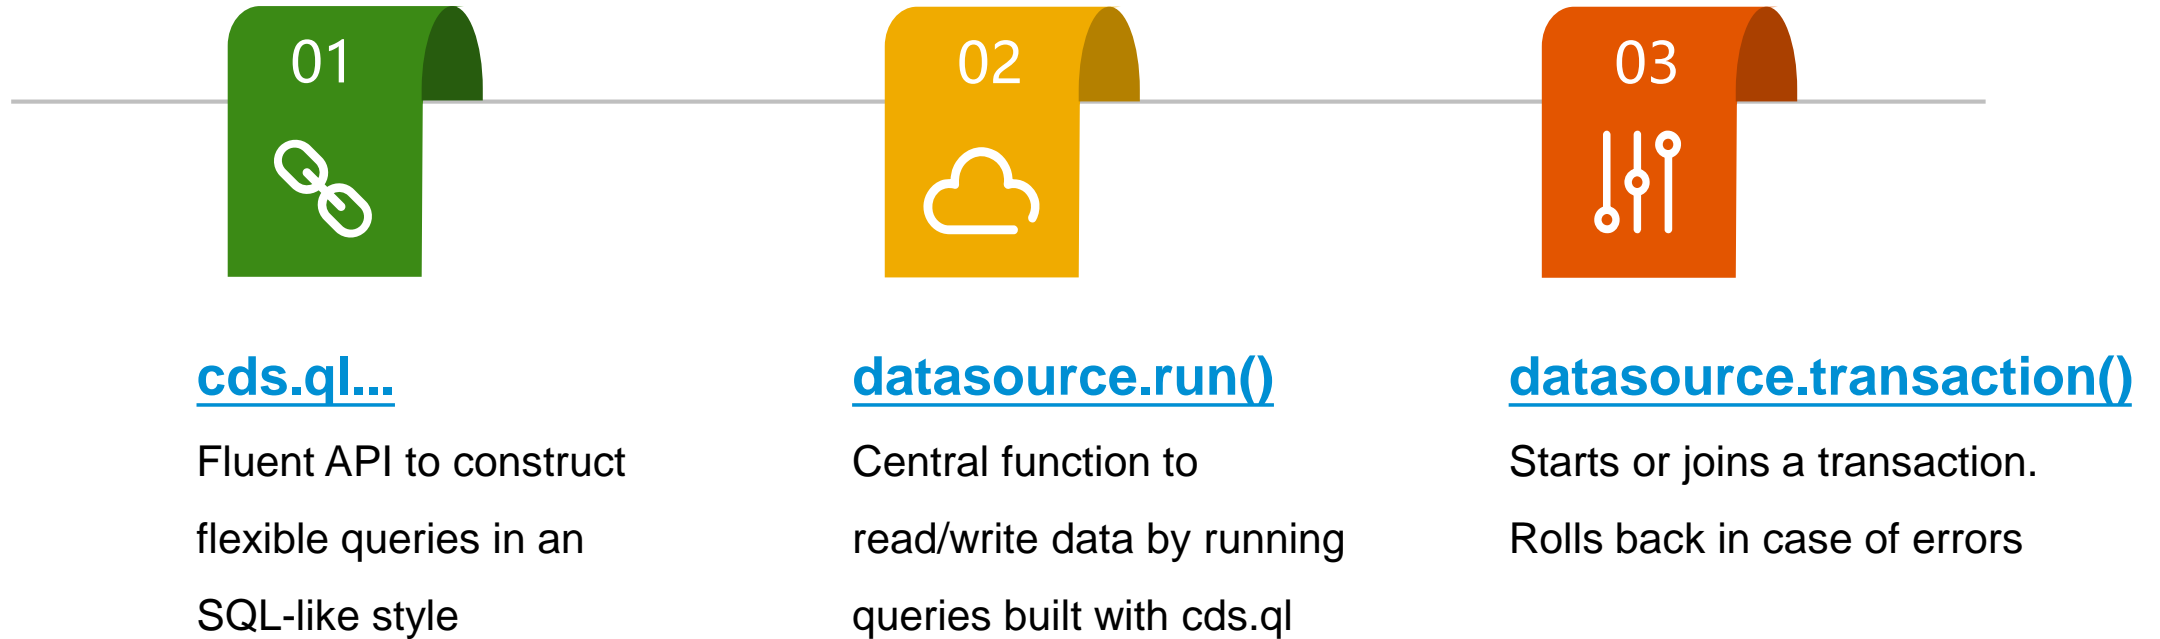 01
02
03
cds.ql...
Fluent API to construct
flexible queries in an
SQL-like style
datasource.run()
Central function to
read/write data by running
queries built with cds.ql
datasource.transaction()
Starts or joins a transaction.
Rolls back in case of errors